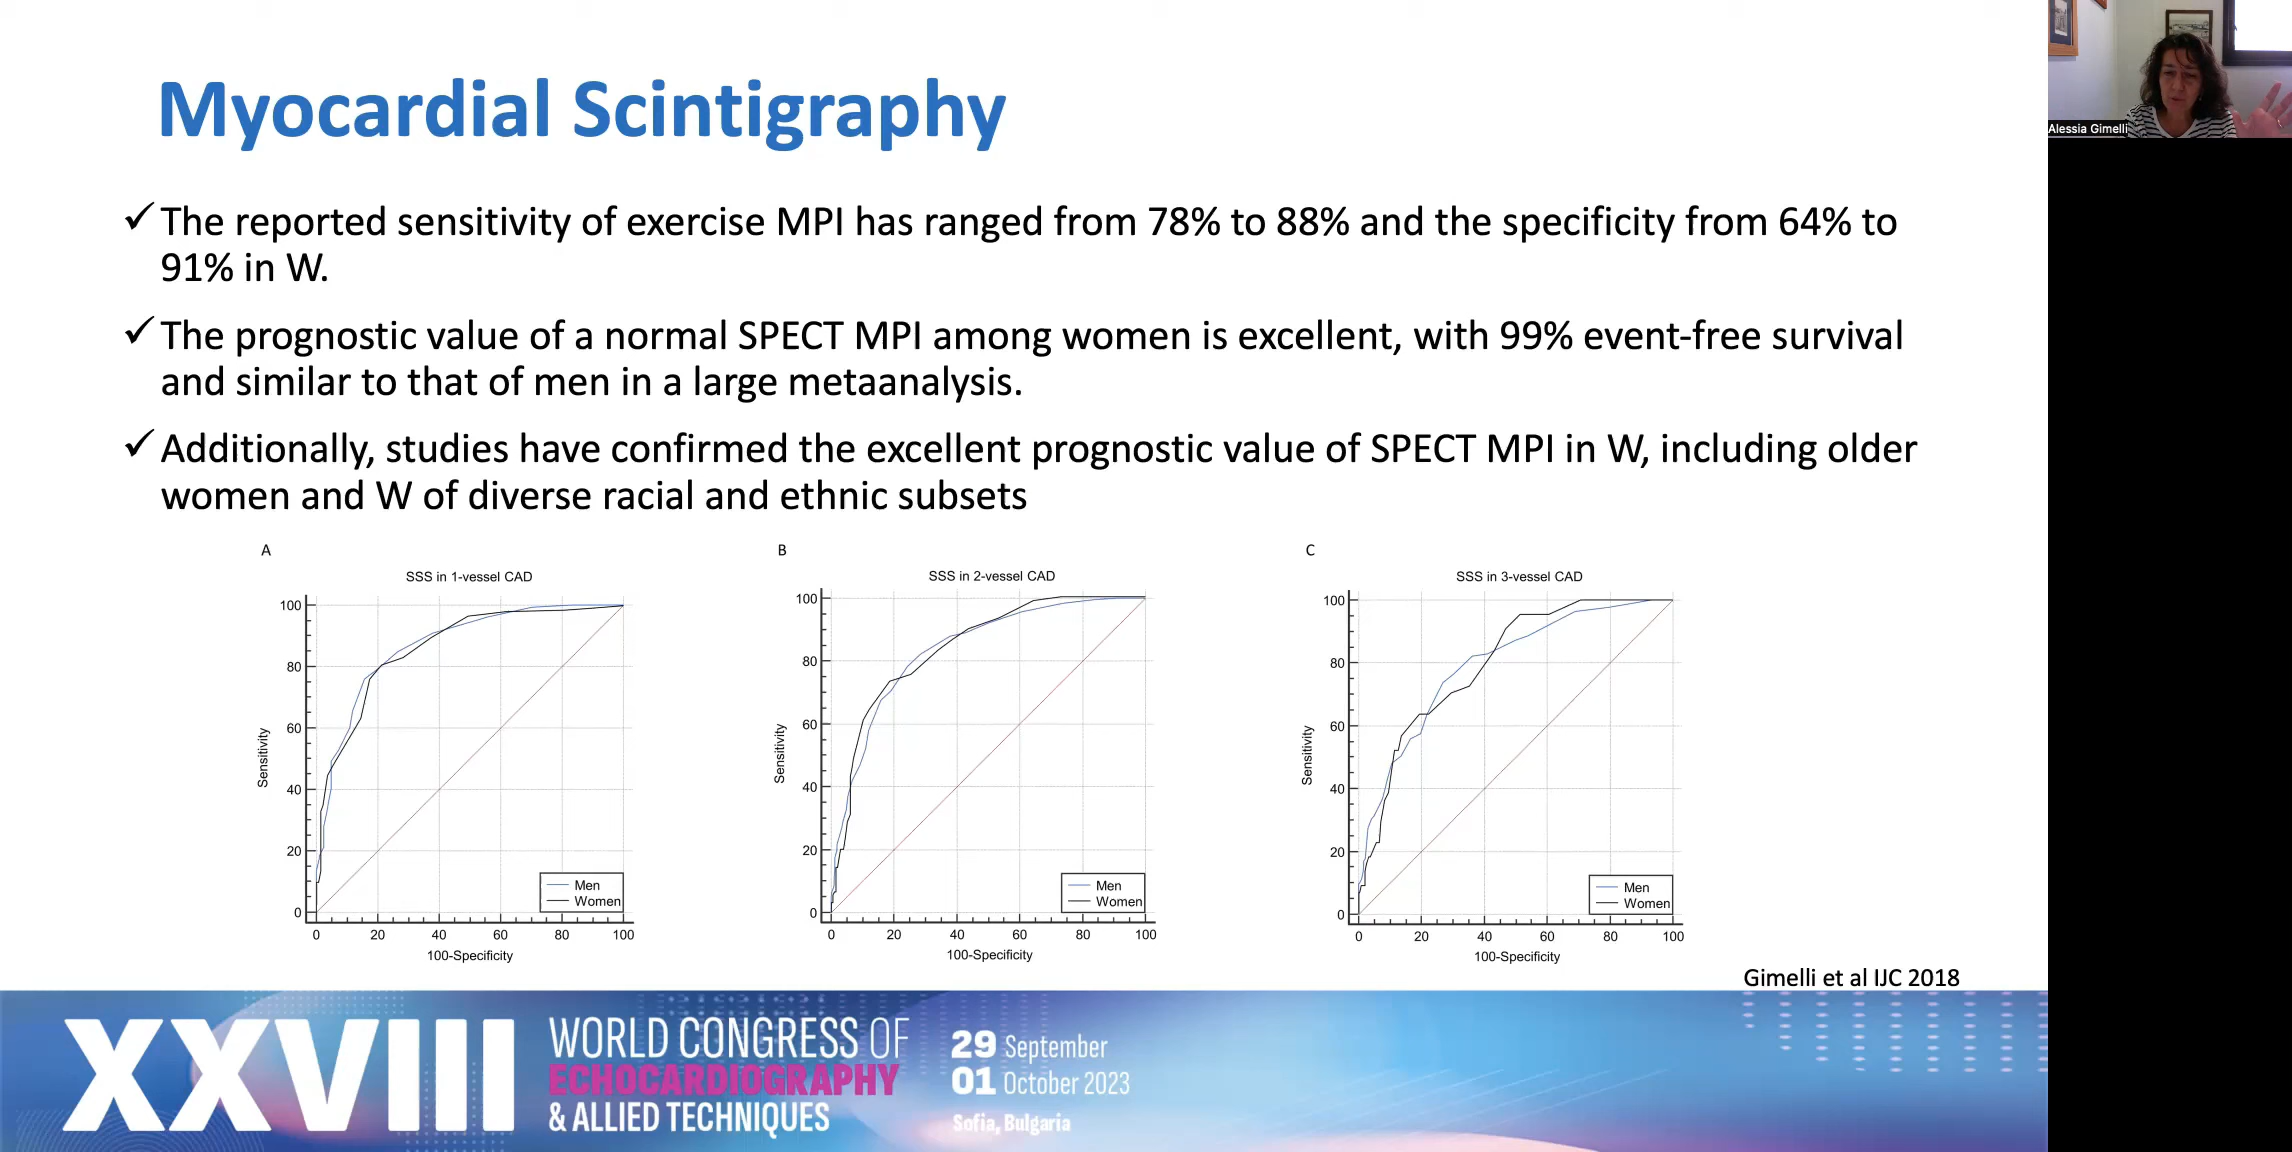 Myocardial Scintigraphy
Alessia Gimelli
✓ The reported sensitivity of exercise MPI has ranged from 78% to 88% and the specificity from 64% to
91% in W.
✓ The prognostic value of a normal SPECT MPI among women is excellent, with 99% event-free survival
and similar to that of men in a large metaanalysis.
✓ Additionally, studies have confirmed the excellent prognostic value of SPECT MPI in W, including older
women and W of diverse racial and ethnic subsets
A
SSS in 1-vessel CAD
100
80
60
40
20
0
Sensitivity
Men
Women
0 20 40 60 80 100
100-Specificity
B
SSS in 2-vessel CAD
100
80
60
40
20
0
Sensitivity
Men
Women
0 20 40 60 80 100
100-Specificity
C
SSS in 3-vessel CAD
100
80
60
40
20
0
Sensitivity
Men
Women
0 20 40 60 80 100
100-Specificity
Gimelli et al IJC 2018
XXVIII
WORLD CONGRESS OF
ECHOCARDIOGRAPHY
& ALLIED TECHNIQUES
29 September
01 October 2023
Sofia, Bulgaria